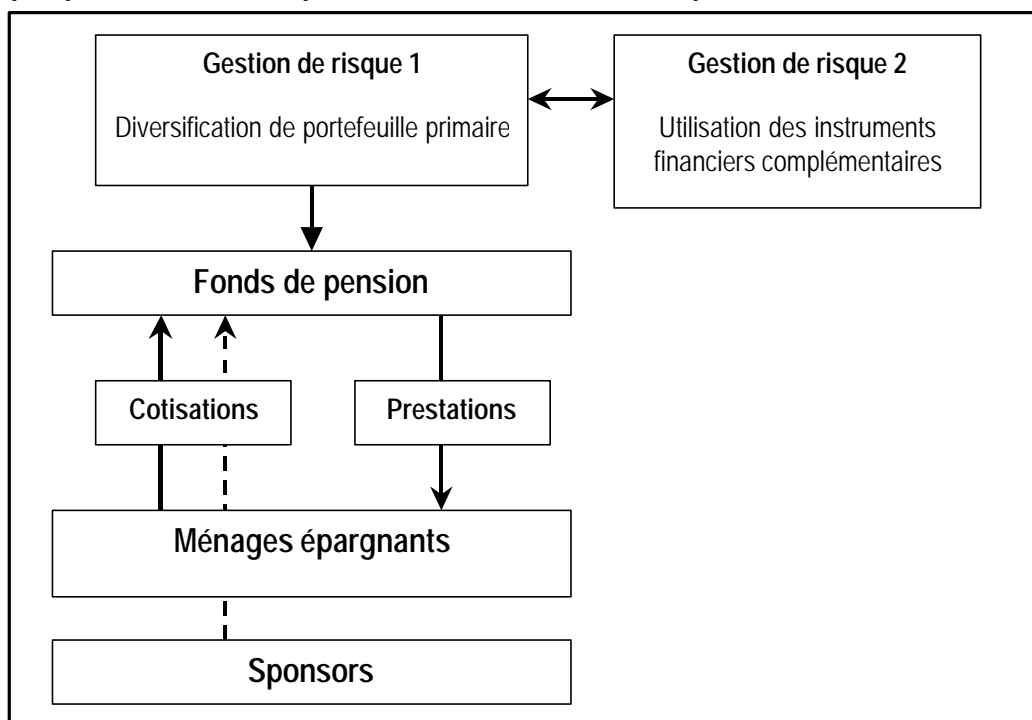 Gestion de risque 1
Diversification de portefeuille primaire
Gestion de risque 2
Utilisation des instruments
financiers complémentaires
Fonds de pension
Cotisations
Prestations
Ménages épargnants
Sponsors